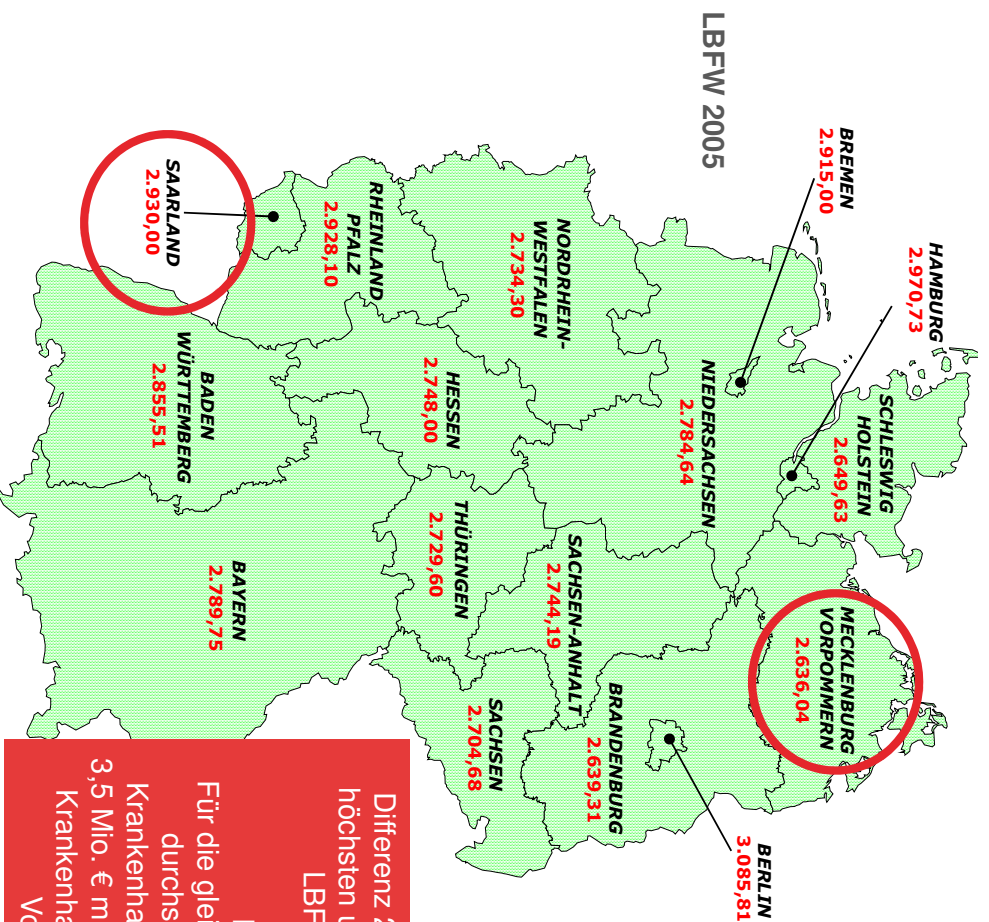 LBFW 2005
BREMEN
2.915,00
HAMBURG
2.970,73
SCHLESWIG
HOLSTEIN
2.649,63
MECKLENBURG
VORPOMMERN
2.636,04
NIEDERSACHSEN
2.784,64
BERLIN
3.085,81
BRANDENBURG
2.639,31
SACHSEN-ANHALT
2.744,19
NORDRHEIN-
WESTFALEN
2.734,30
HESSEN
2.748,00
THÜRINGEN
2.729,60
SACHSEN
2.704,68
RHEINLAND
PFALZ
2.928,10
SAARLAND
2.930,00
BADEN
WÜRTTEMBERG
2.855,51
BAYERN
2.789,75
Differenz
höchsten u
LBF
Für die glei
durchs
Krankenha
3,5 Mio. € m
Krankenha
Vo